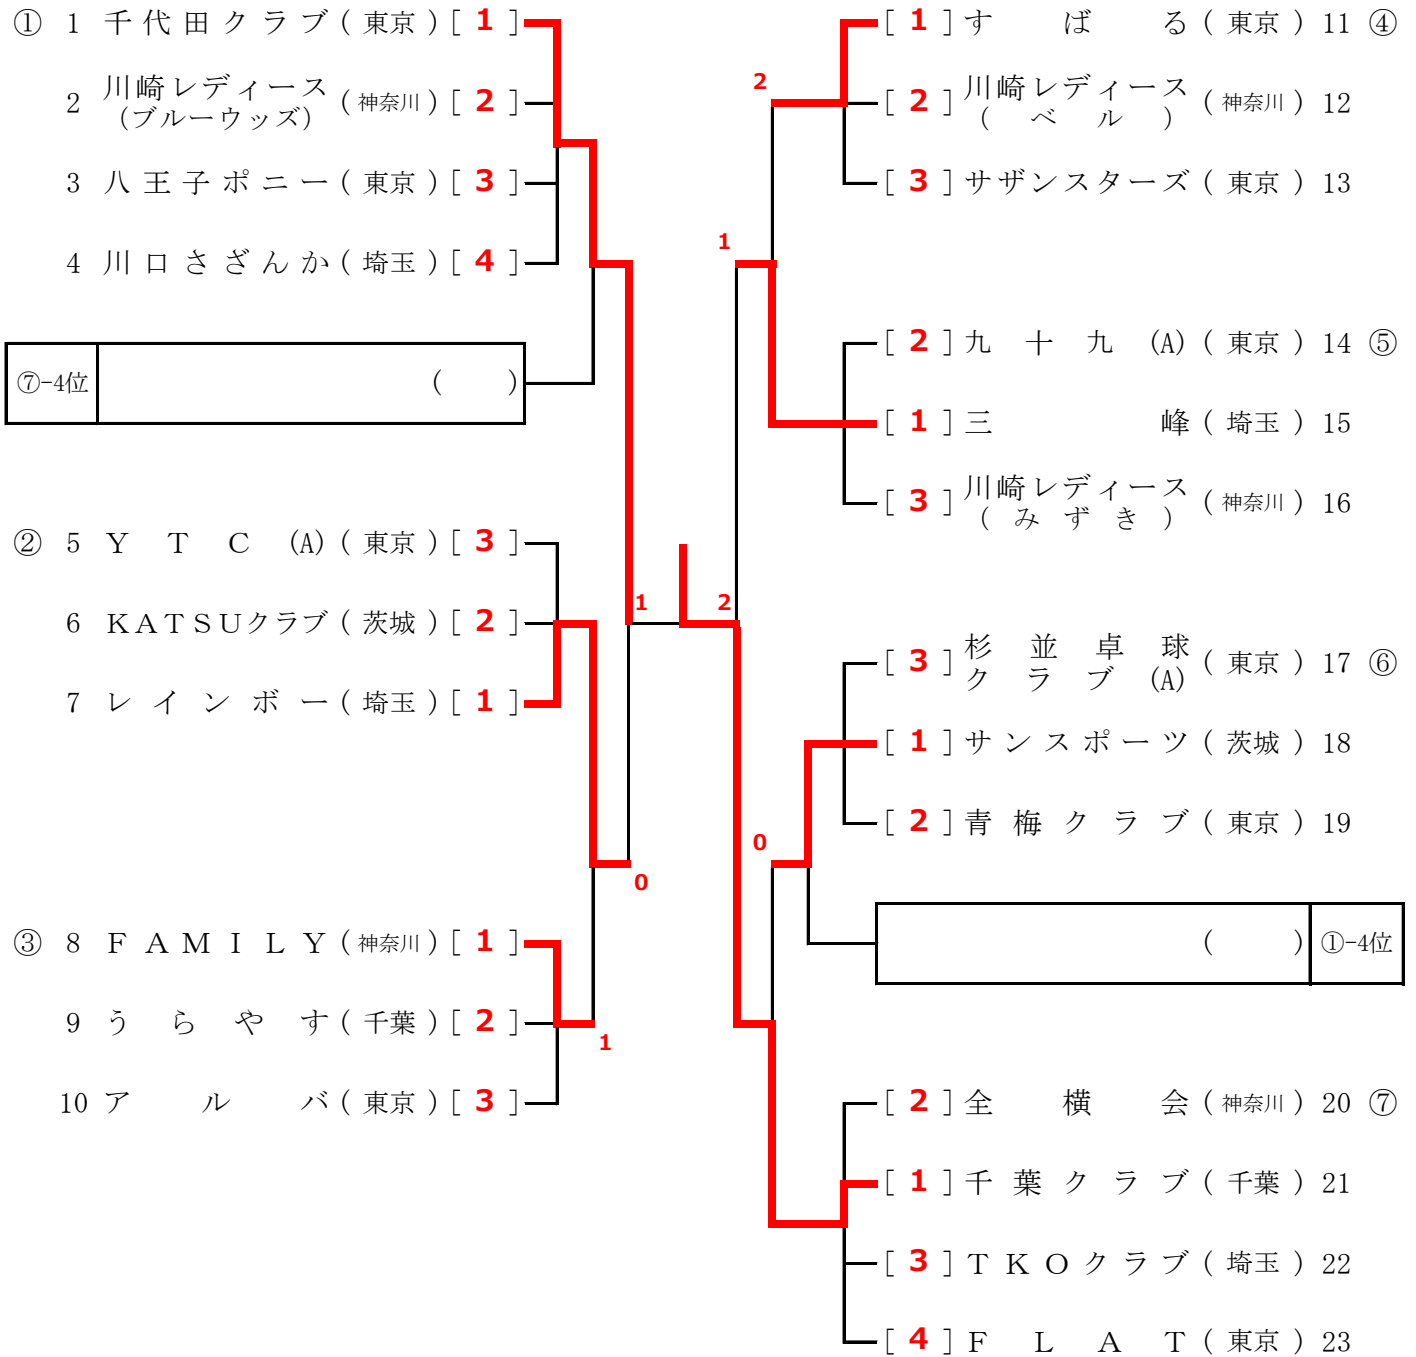 ① 1 千代田クラブ ( 東京 ) [ 1 ]
2 川崎レディース (ブルーウッズ) ( 神奈川 ) [ 2 ]
3 八王子ポニー ( 東京 ) [ 3 ]
4 川口さざんか ( 埼玉 ) [ 4 ]
⑦-4位 ( )
② 5 ＹＴＣ (A) ( 東京 ) [ 3 ]
6 ＫＡＴＳＵクラブ ( 茨城 ) [ 2 ]
7 レインボー ( 埼玉 ) [ 1 ]
③ 8 ＦＡＭＩＬＹ ( 神奈川 ) [ 1 ]
9 うらやす ( 千葉 ) [ 2 ]
10 アルバ ( 東京 ) [ 3 ]
1
0
1
2
1
2
0
[ 1 ] すばる ( 東京 ) 11 ④
[ 2 ] 川崎レディース ( ベル ) ( 神奈川 ) 12
[ 3 ] サザンスターズ ( 東京 ) 13
[ 2 ] 九十九 (A) ( 東京 ) 14 ⑤
[ 1 ] 三峰 ( 埼玉 ) 15
[ 3 ] 川崎レディース ( みずき ) ( 神奈川 ) 16
[ 3 ] 杉並卓球クラブ (A) ( 東京 ) 17 ⑥
[ 1 ] サンスポーツ ( 茨城 ) 18
[ 2 ] 青梅クラブ ( 東京 ) 19
( ) ①-4位
[ 2 ] 全横会 ( 神奈川 ) 20 ⑦
[ 1 ] 千葉クラブ ( 千葉 ) 21
[ 3 ] ＴＫＯクラブ ( 埼玉 ) 22
[ 4 ] ＦＬＡＴ ( 東京 ) 23